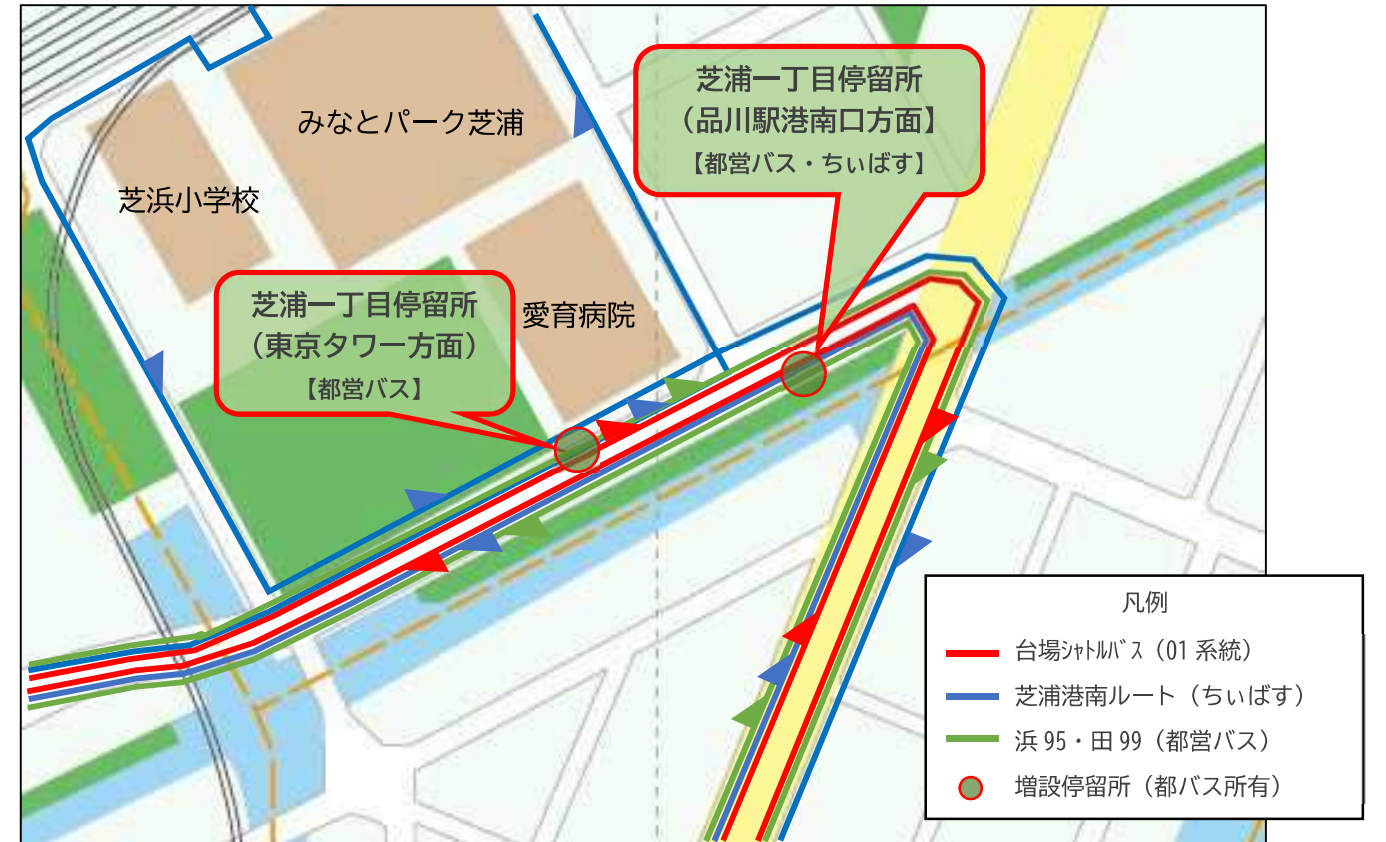 芝浦一丁目停留所
（品川駅港南口方面】
【都営バス・ちぃばす】
みなとパーク芝浦
芝浜小学校
芝浦一丁目停留所
（東京タワー方面）
【都営バス】
愛育病院
凡例
台場ｼｬﾄﾙﾊﾞｽ（01 系統）
芝浦港南ルート（ちぃばす）
浜 95・田 99（都営バス）
増設停留所（都バス所有）